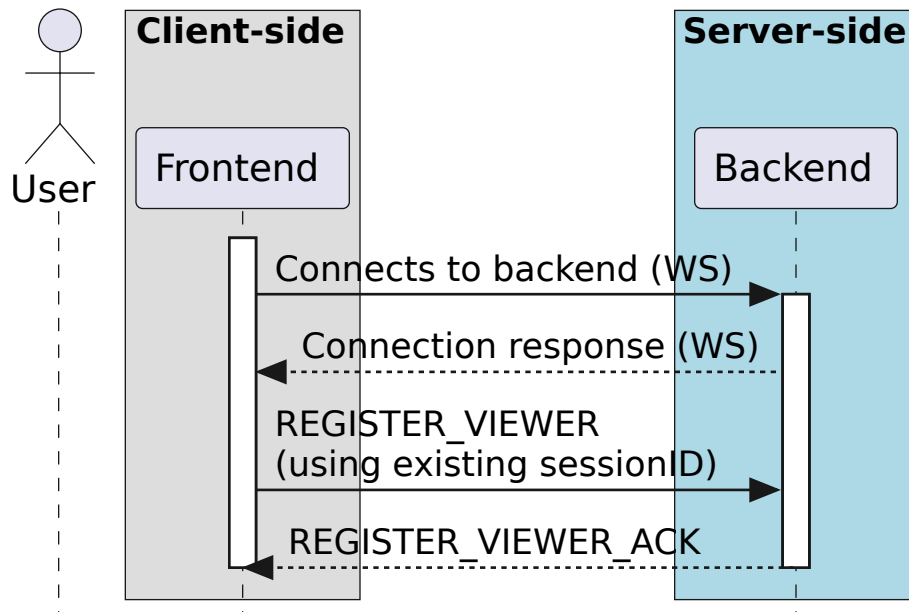 Client-side
Server-side
User
Frontend
Backend
Connects to backend (WS)
Connection response (WS)
REGISTER_VIEWER
(using existing sessionID)
REGISTER_VIEWER_ACK